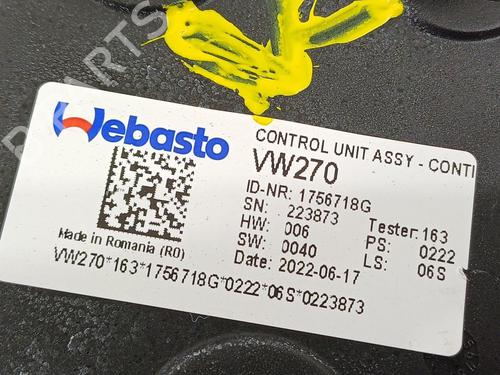 PARTS
Webasto
CONTROL UNIT ASSY - CONTI
VW270
ID-NR: 1756718G
SN: 223873 Tester: 163
HW: 006 PS: 0222
SW: 0040 LS: 06S
Date: 2022-06-17
Made in Romania (R0)
VW270*163*1756718G*0222*06S*0223873